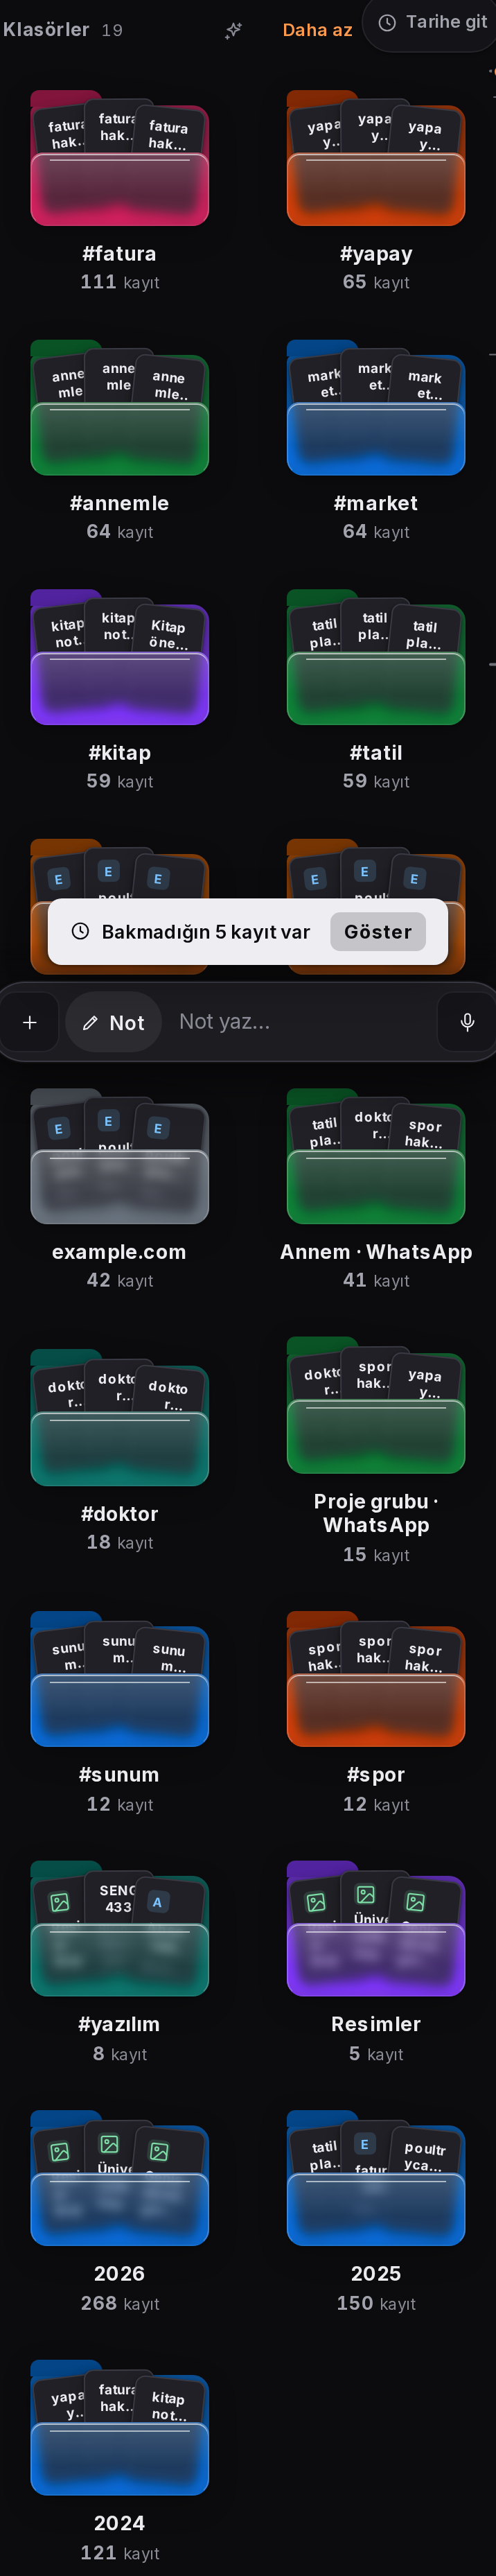 Klasörler 19
Daha az
Tarihe git
fatura hak..
fatura hak..
fatura hak...
yapa y..
yapa y..
yapa y...
#fatura
111 kayıt
#yapay
65 kayıt
anne mle
anne mle
anne mle..
mark et..
mark et..
mark et...
#annemle
64 kayıt
#market
64 kayıt
kitap not..
kitap not..
Kitap öne...
tatil pla..
tatil pla..
tatil pla...
#kitap
59 kayıt
#tatil
59 kayıt
E
E
E
E
E
E
Bakmadığın 5 kayıt var
Göster
Not
Not yaz...
E
E
E
tatil pla..
dokto r..
spor hak...
example.com
42 kayıt
Annem · WhatsApp
41 kayıt
dokto r..
dokto r..
dokto r...
dokto r..
spor hak..
yapa y...
#doktor
18 kayıt
Proje grubu ·
WhatsApp
15 kayıt
sunu m..
sunu m..
sunu m...
spor hak..
spor hak..
spor hak...
#sunum
12 kayıt
#spor
12 kayıt
SENG 433
A
Ünive
#yazılım
8 kayıt
Resimler
5 kayıt
Ünive
tatil pla..
E
fatur
poultr yca...
2026
268 kayıt
2025
150 kayıt
yapa y..
fatura hak..
kitap not...
2024
121 kayıt